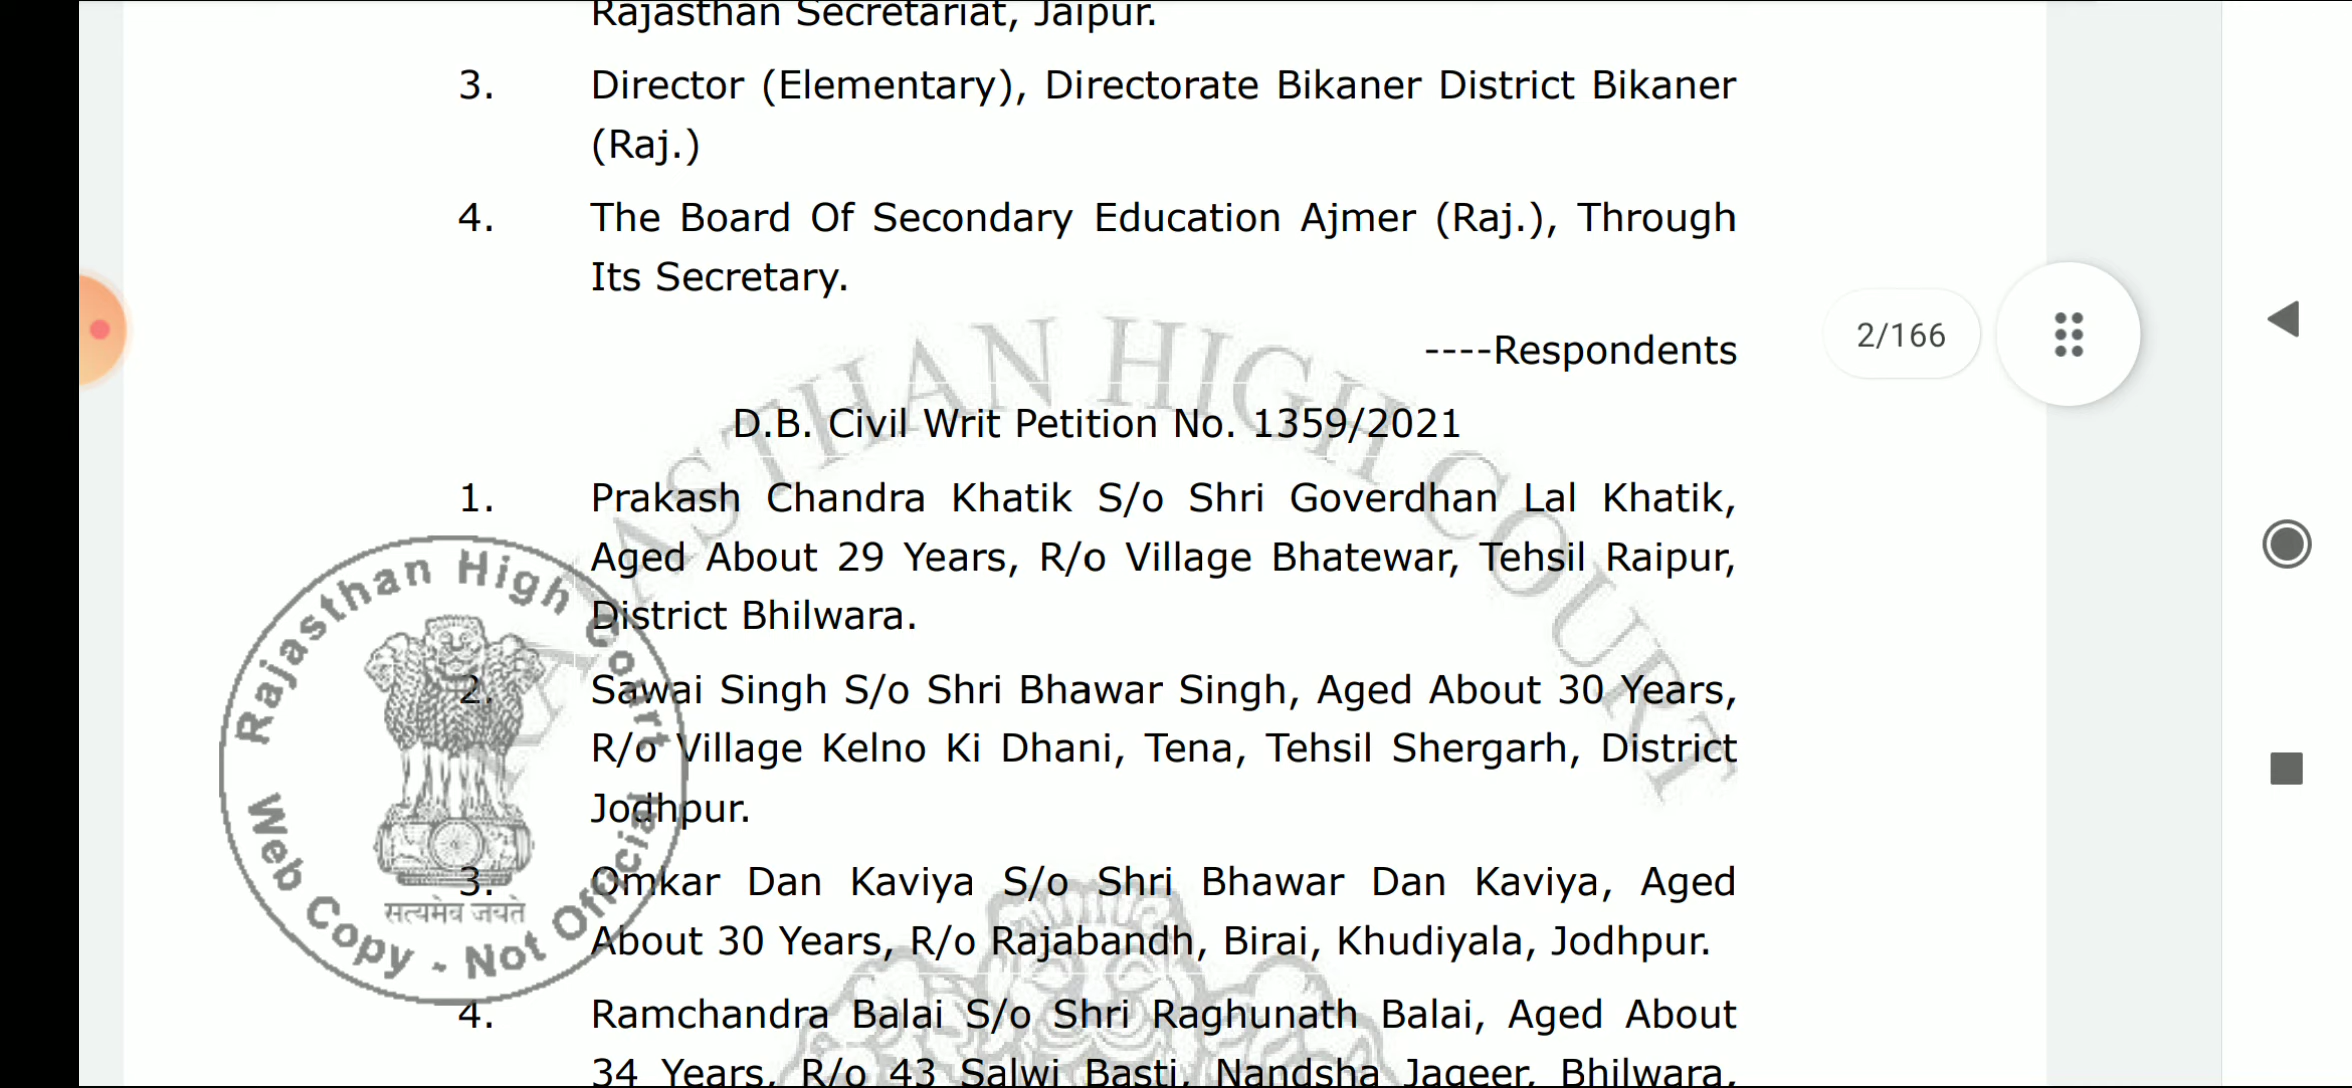 Rajasthan Secretariat, Jaipur.
3. Director (Elementary), Directorate Bikaner District Bikaner
(Raj.)
4. The Board Of Secondary Education Ajmer (Raj.), Through
Its Secretary.
----Respondents
2/166
D.B. Civil Writ Petition No. 1359/2021
1. Prakash Chandra Khatik S/o Shri Goverdhan Lal Khatik,
Aged About 29 Years, R/o Village Bhatewar, Tehsil Raipur,
District Bhilwara.
2. Sawai Singh S/o Shri Bhawar Singh, Aged About 30 Years,
R/o Village Kelno Ki Dhani, Tena, Tehsil Shergarh, District
Jodhpur.
3. Omkar Dan Kaviya S/o Shri Bhawar Dan Kaviya, Aged
About 30 Years, R/o Rajabandh, Birai, Khudiyala, Jodhpur.
4. Ramchandra Balai S/o Shri Raghunath Balai, Aged About
34 Years, R/o 43 Salwi Basti, Nandsha Jageer, Bhilwara,
RAJASTHAN HIGH COURT
Rajasthan High Court
सत्यमेव जयते
Web Copy - Not Official